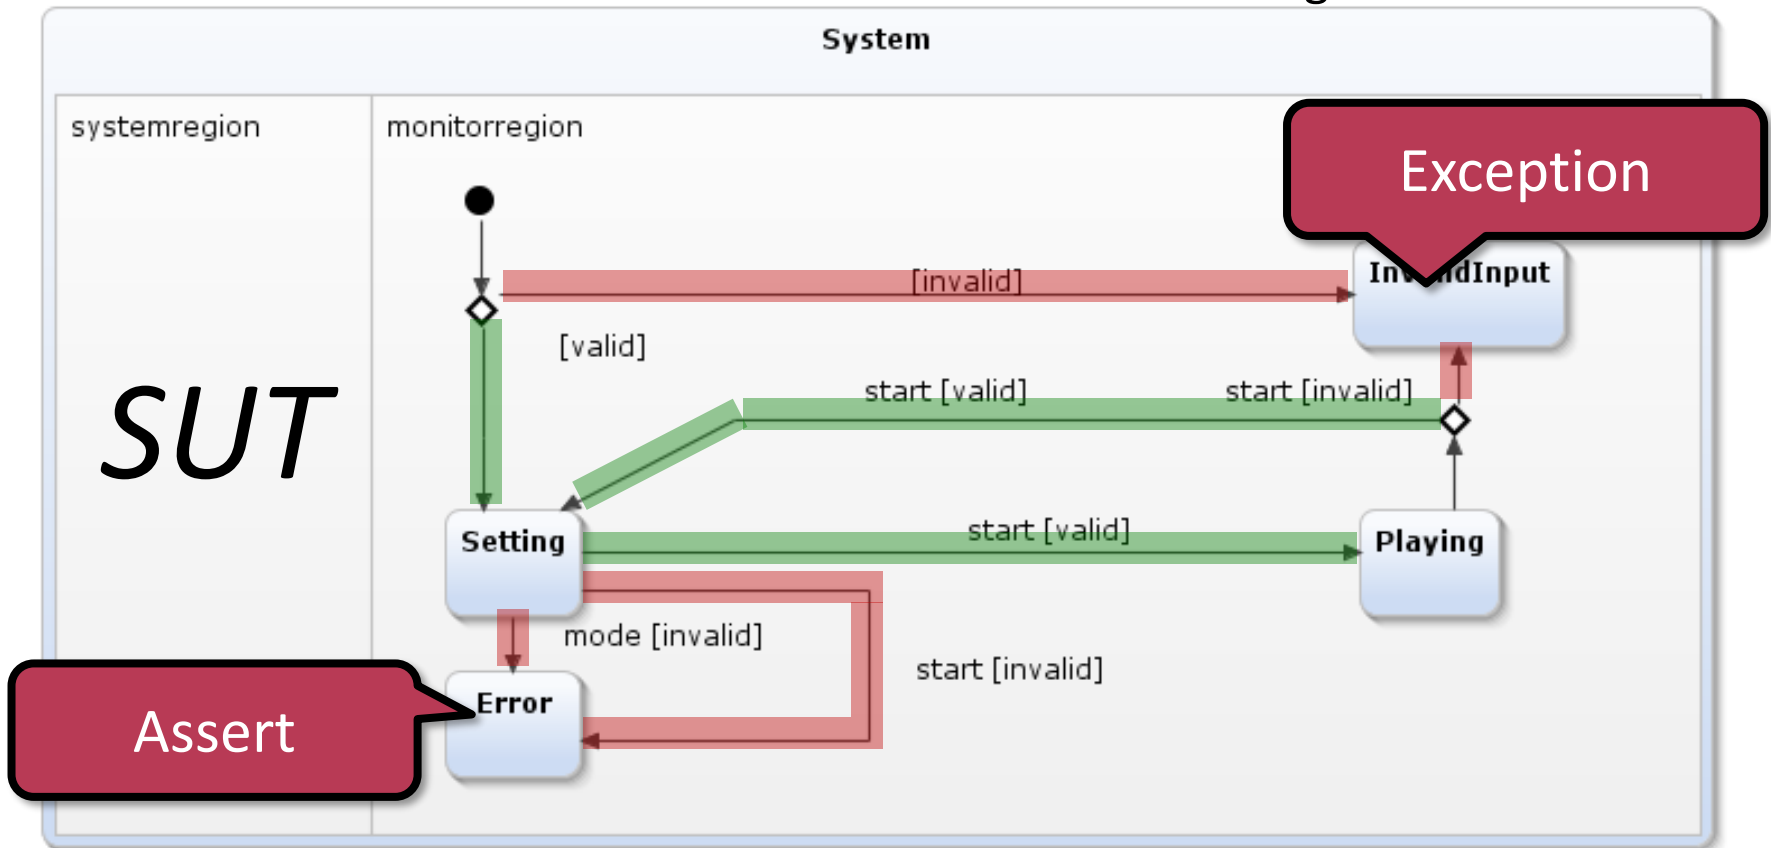 System
systemregion
monitorregion
Exception
[invalid]
[valid]
start [valid]
start [invalid]
SUT
Setting
start [valid]
Playing
mode [invalid]
start [invalid]
Error
Assert